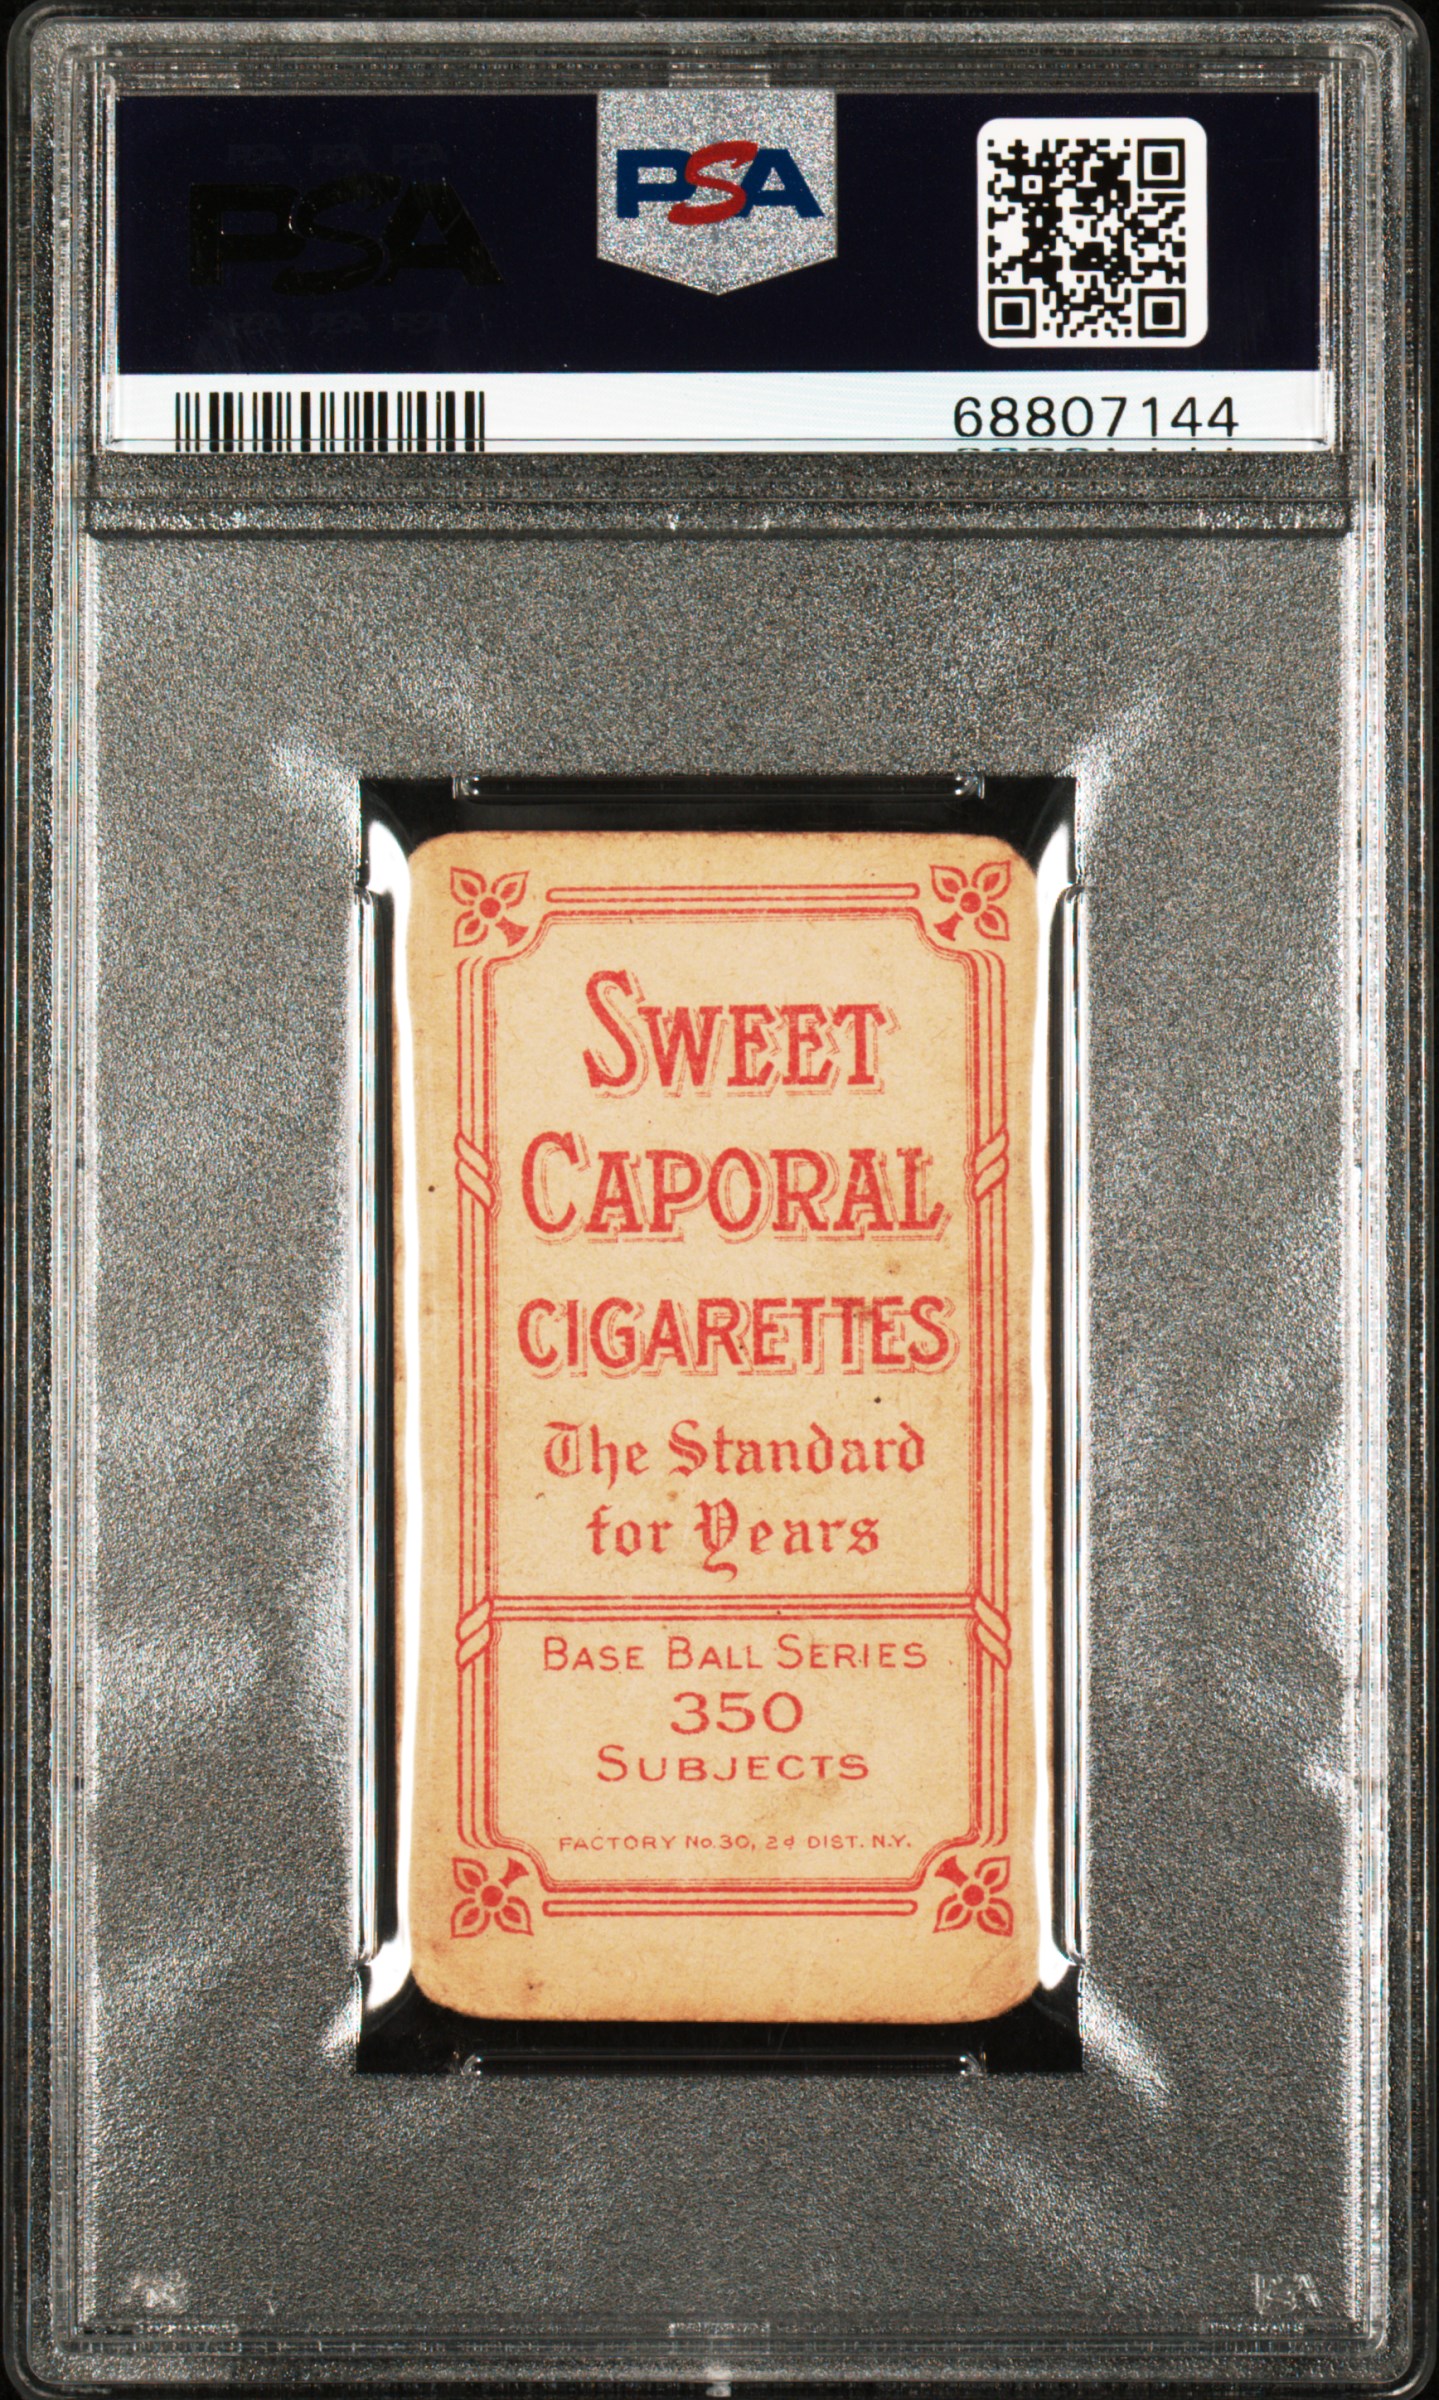 PSA
PSA
68807144
SWEET
CAPORAL
CIGARETTES
The Standard
for Years
BASE BALL SERIES
350
SUBJECTS
FACTORY No. 30, 2d DIST. N.Y.
PSA